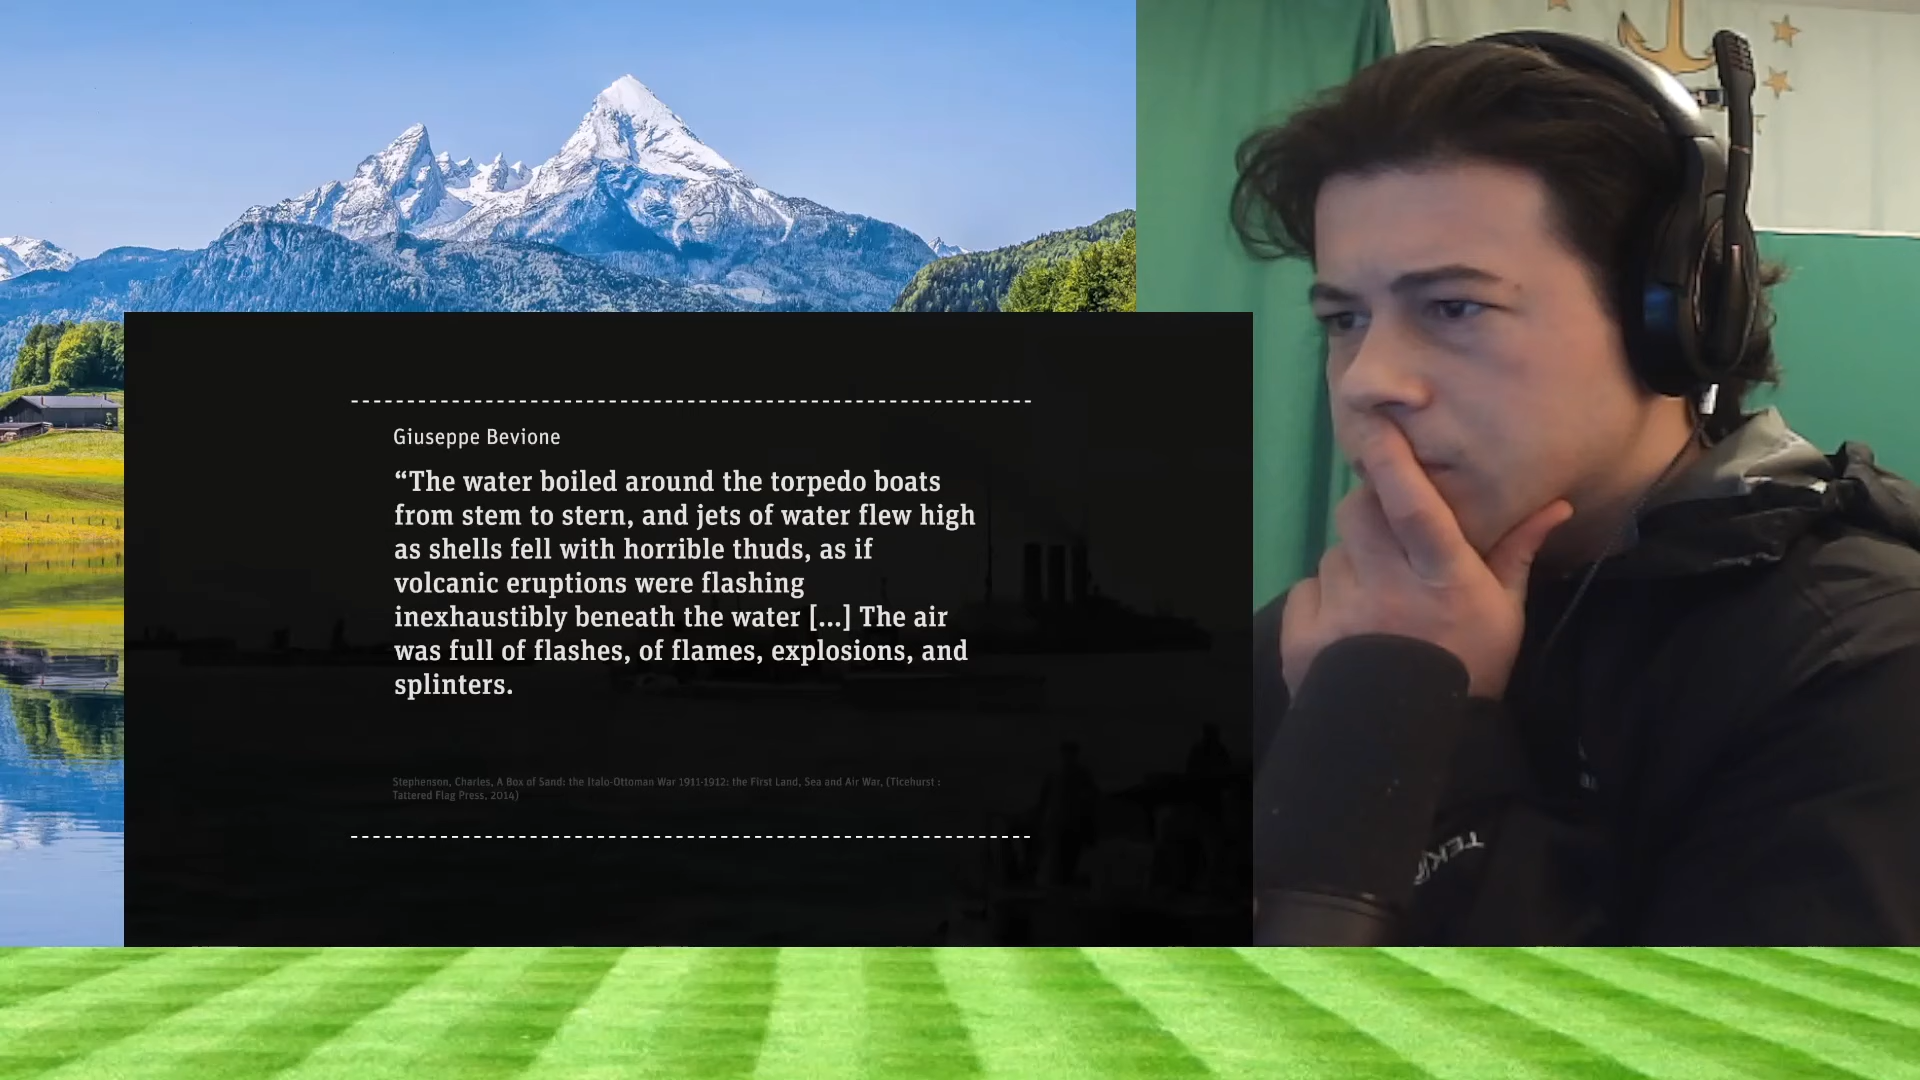 Giuseppe Bevione
“The water boiled around the torpedo boats
from stem to stern, and jets of water flew high
as shells fell with horrible thuds, as if
volcanic eruptions were flashing
inexhaustibly beneath the water [...] The air
was full of flashes, of flames, explosions, and
splinters.
Stephenson, Charles, A Box of Sand: the Italo-Ottoman War 1911-1912: the First Land, Sea and Air War, (Ticehurst :
Tattered Flag Press, 2014)